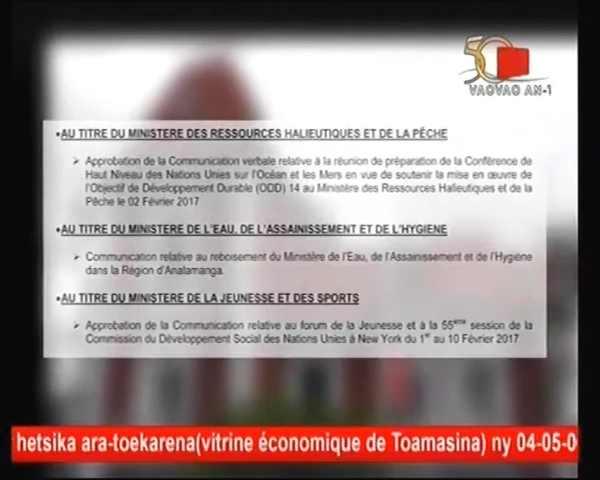 50
VAOVAO AN-1
•AU TITRE DU MINISTERE DES RESSOURCES HALIEUTIQUES ET DE LA PÊCHE
➢ Approbation de la Communication verbale relative à la réunion de préparation de la Conférence de
Haut Niveau des Nations Unies sur l'Océan et les Mers en vue de soutenir la mise en œuvre de
l'Objectif de Développement Durable (ODD) 14 au Ministère des Ressources Halieutiques et de la
Pêche le 02 Février 2017
•AU TITRE DU MINISTERE DE L'EAU, DE L'ASSAINISSEMENT ET DE L'HYGIENE
➢ Communication relative au reboisement du Ministère de l'Eau, de l'Assainissement et de l'Hygiène
dans la Région d'Analamanga.
•AU TITRE DU MINISTERE DE LA JEUNESSE ET DES SPORTS
➢ Approbation de la Communication relative au forum de la Jeunesse et à la 55ème session de la
Commission du Développement Social des Nations Unies à New York du 1er au 10 Février 2017
hetsika ara-toekarena(vitrine économique de Toamasina) ny 04-05-0